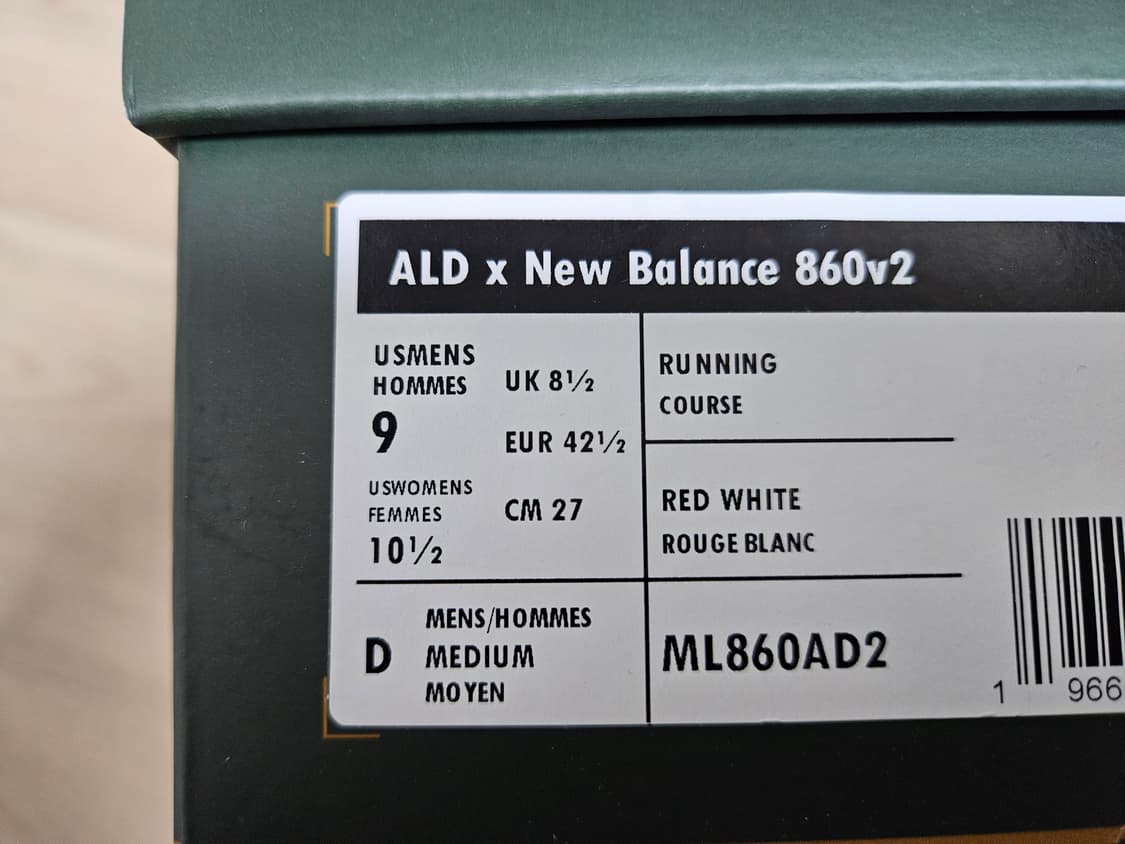 ALD x New Balance 860v2
USMENS
HOMMES
9
USWOMENS
FEMMES
10½
UK 8½
EUR 42½
CM 27
RUNNING
COURSE
RED WHITE
ROUGE BLANC
D
MENS/HOMMES
MEDIUM
MOYEN
ML860AD2
1 966